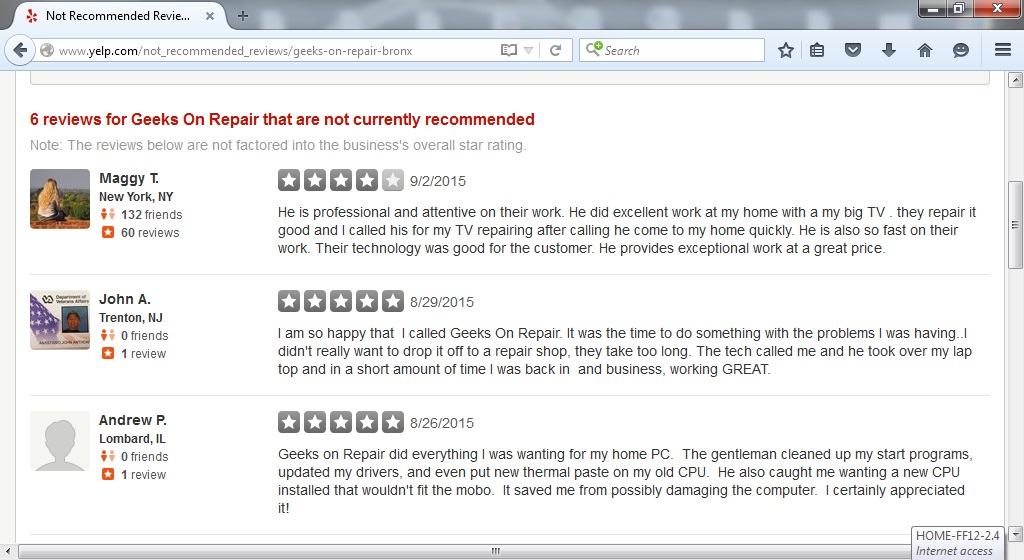 Not Recommended Revie...
www.yelp.com/not_recommended_reviews/geeks-on-repair-bronx
Search
6 reviews for Geeks On Repair that are not currently recommended
Note: The reviews below are not factored into the business's overall star rating.
Maggy T.
New York, NY
132 friends
60 reviews
9/2/2015
He is professional and attentive on their work. He did excellent work at my home with a my big TV . they repair it
good and I called his for my TV repairing after calling he come to my home quickly. He is also so fast on their
work. Their technology was good for the customer. He provides exceptional work at a great price.
Department of
Veterans Affairs
John A.
Trenton, NJ
0 friends
1 review
8/29/2015
I am so happy that  I called Geeks On Repair. It was the time to do something with the problems I was having..I
didn't really want to drop it off to a repair shop, they take too long. The tech called me and he took over my lap
top and in a short amount of time I was back in  and business, working GREAT.
Andrew P.
Lombard, IL
0 friends
1 review
8/26/2015
Geeks on Repair did everything I was wanting for my home PC.  The gentleman cleaned up my start programs,
updated my drivers, and even put new thermal paste on my old CPU.  He also caught me wanting a new CPU
installed that wouldn't fit the mobo.  It saved me from possibly damaging the computer.  I certainly appreciated
it!
HOME-FF12-2.4
Internet access